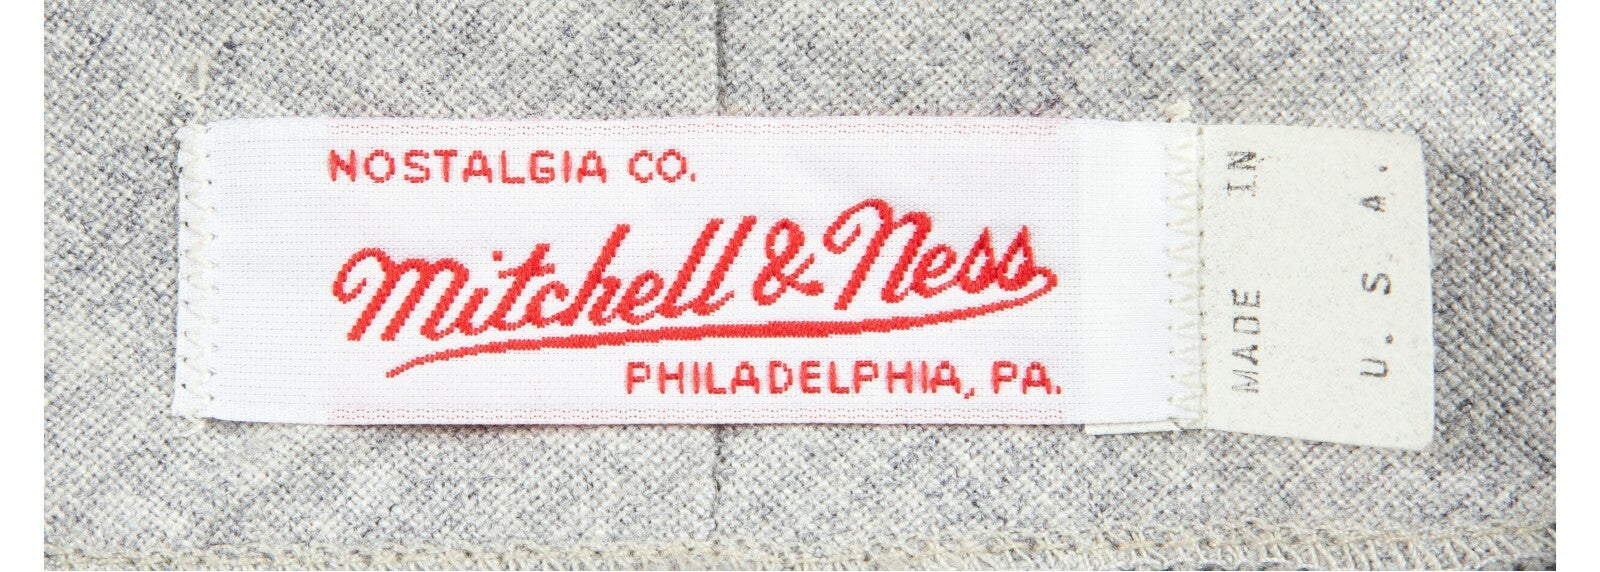 NOSTALGIA CO.
Mitchell & Ness
PHILADELPHIA, PA.
MADE IN
U.S.A.